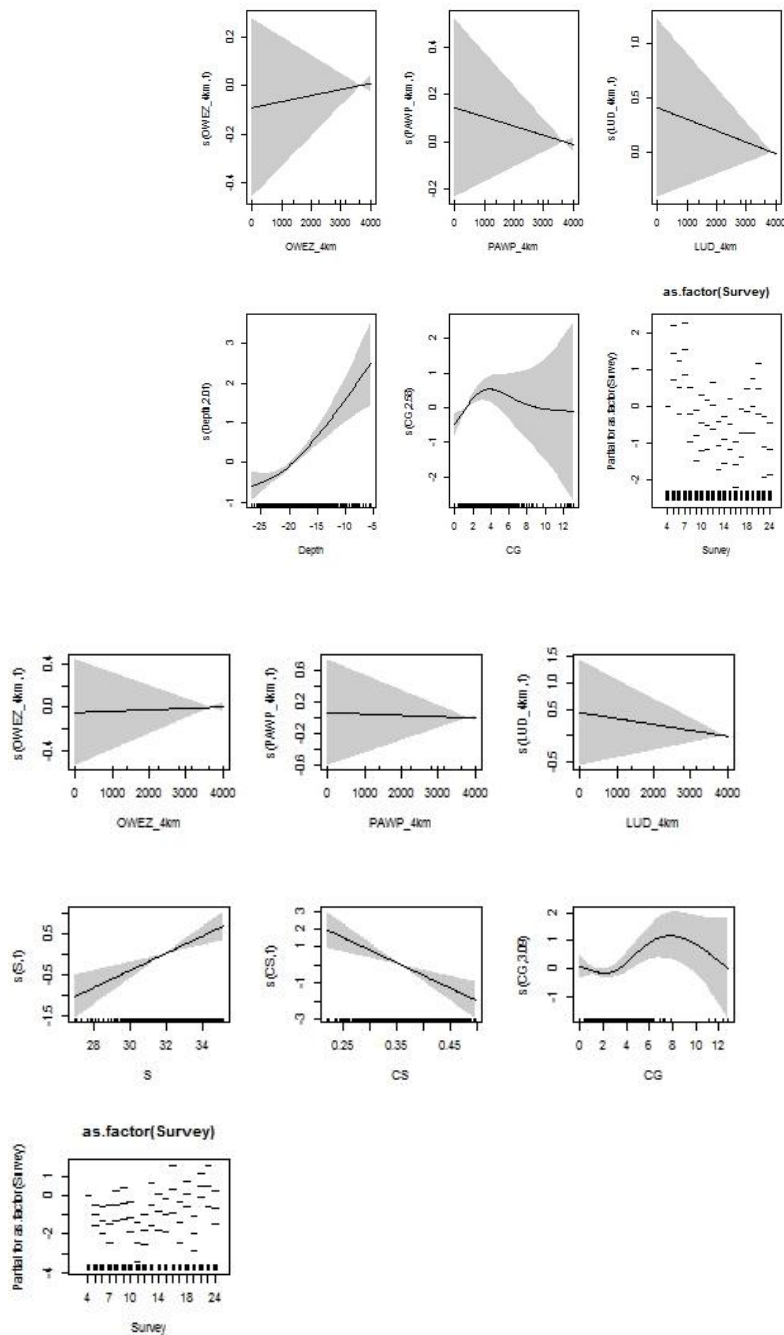 s(OWEZ_4km,1)
-0.4 -0.2 0.0 0.2
0 1000 2000 3000 4000
OWEZ_4km
s(PAWP_4km,1)
-0.2 0.0 0.2 0.4
0 1000 2000 3000 4000
PAWP_4km
s(LUD_4km,1)
0.0 0.5 1.0
0 1000 2000 3000 4000
LUD_4km
s(Depth,2.01)
-1 0 1 2 3
-25 -20 -15 -10 -5
Depth
s(CG,2.58)
-2 -1 0 1 2
0 2 4 6 8 10 12
CG
as.factor(Survey)
Partial for as.factor(Survey)
-2 -1 0 1 2
4 7 10 14 18 24
Survey
s(OWEZ_4km,1)
-0.4 0.0 0.4
0 1000 2000 3000 4000
OWEZ_4km
s(PAWP_4km,1)
-0.6 -0.2 0.2 0.6
0 1000 2000 3000 4000
PAWP_4km
s(LUD_4km,1)
-0.5 0.5 1.0 1.5
0 1000 2000 3000 4000
LUD_4km
s(S,1)
-1.5 -0.5 0.5
28 30 32 34
S
s(CS,1)
-3 -1 1 2 3
0.25 0.35 0.45
CS
s(CG,3.09)
-1 0 1 2
0 2 4 6 8 10 12
CG
as.factor(Survey)
Partial for as.factor(Survey)
-4 -2 0 1
4 7 10 14 18 24
Survey